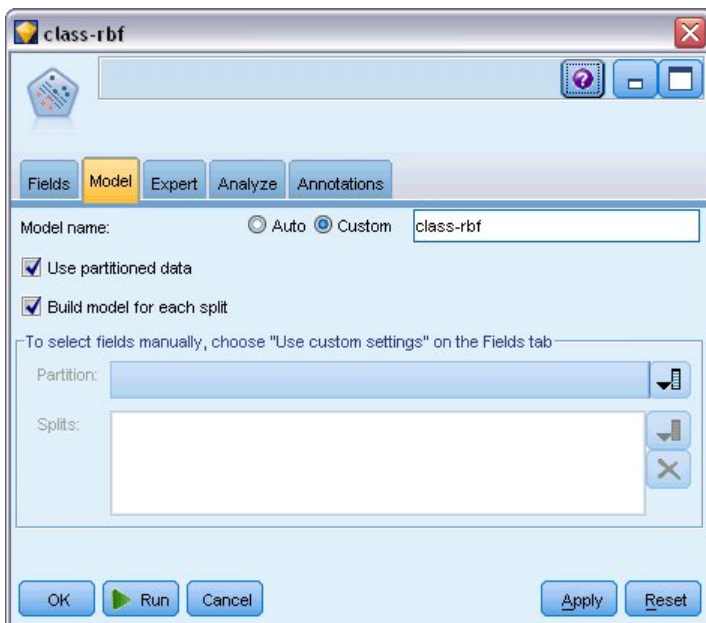 class-rbf
Fields Model Expert Analyze Annotations
Model name: Auto Custom class-rbf
Use partitioned data
Build model for each split
To select fields manually, choose "Use custom settings" on the Fields tab
Partition:
Splits:
OK Run Cancel Apply Reset